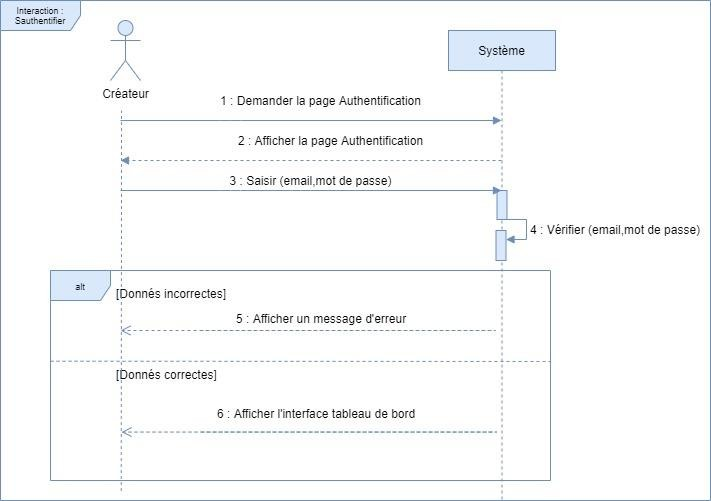 Interaction :
Sauthentifier
Système
Créateur
1 : Demander la page Authentification
2 : Afficher la page Authentification
3 : Saisir (email,mot de passe)
4 : Vérifier (email,mot de passe)
alt
[Donnés incorrectes]
5 : Afficher un message d'erreur
[Donnés correctes]
6 : Afficher l'interface tableau de bord